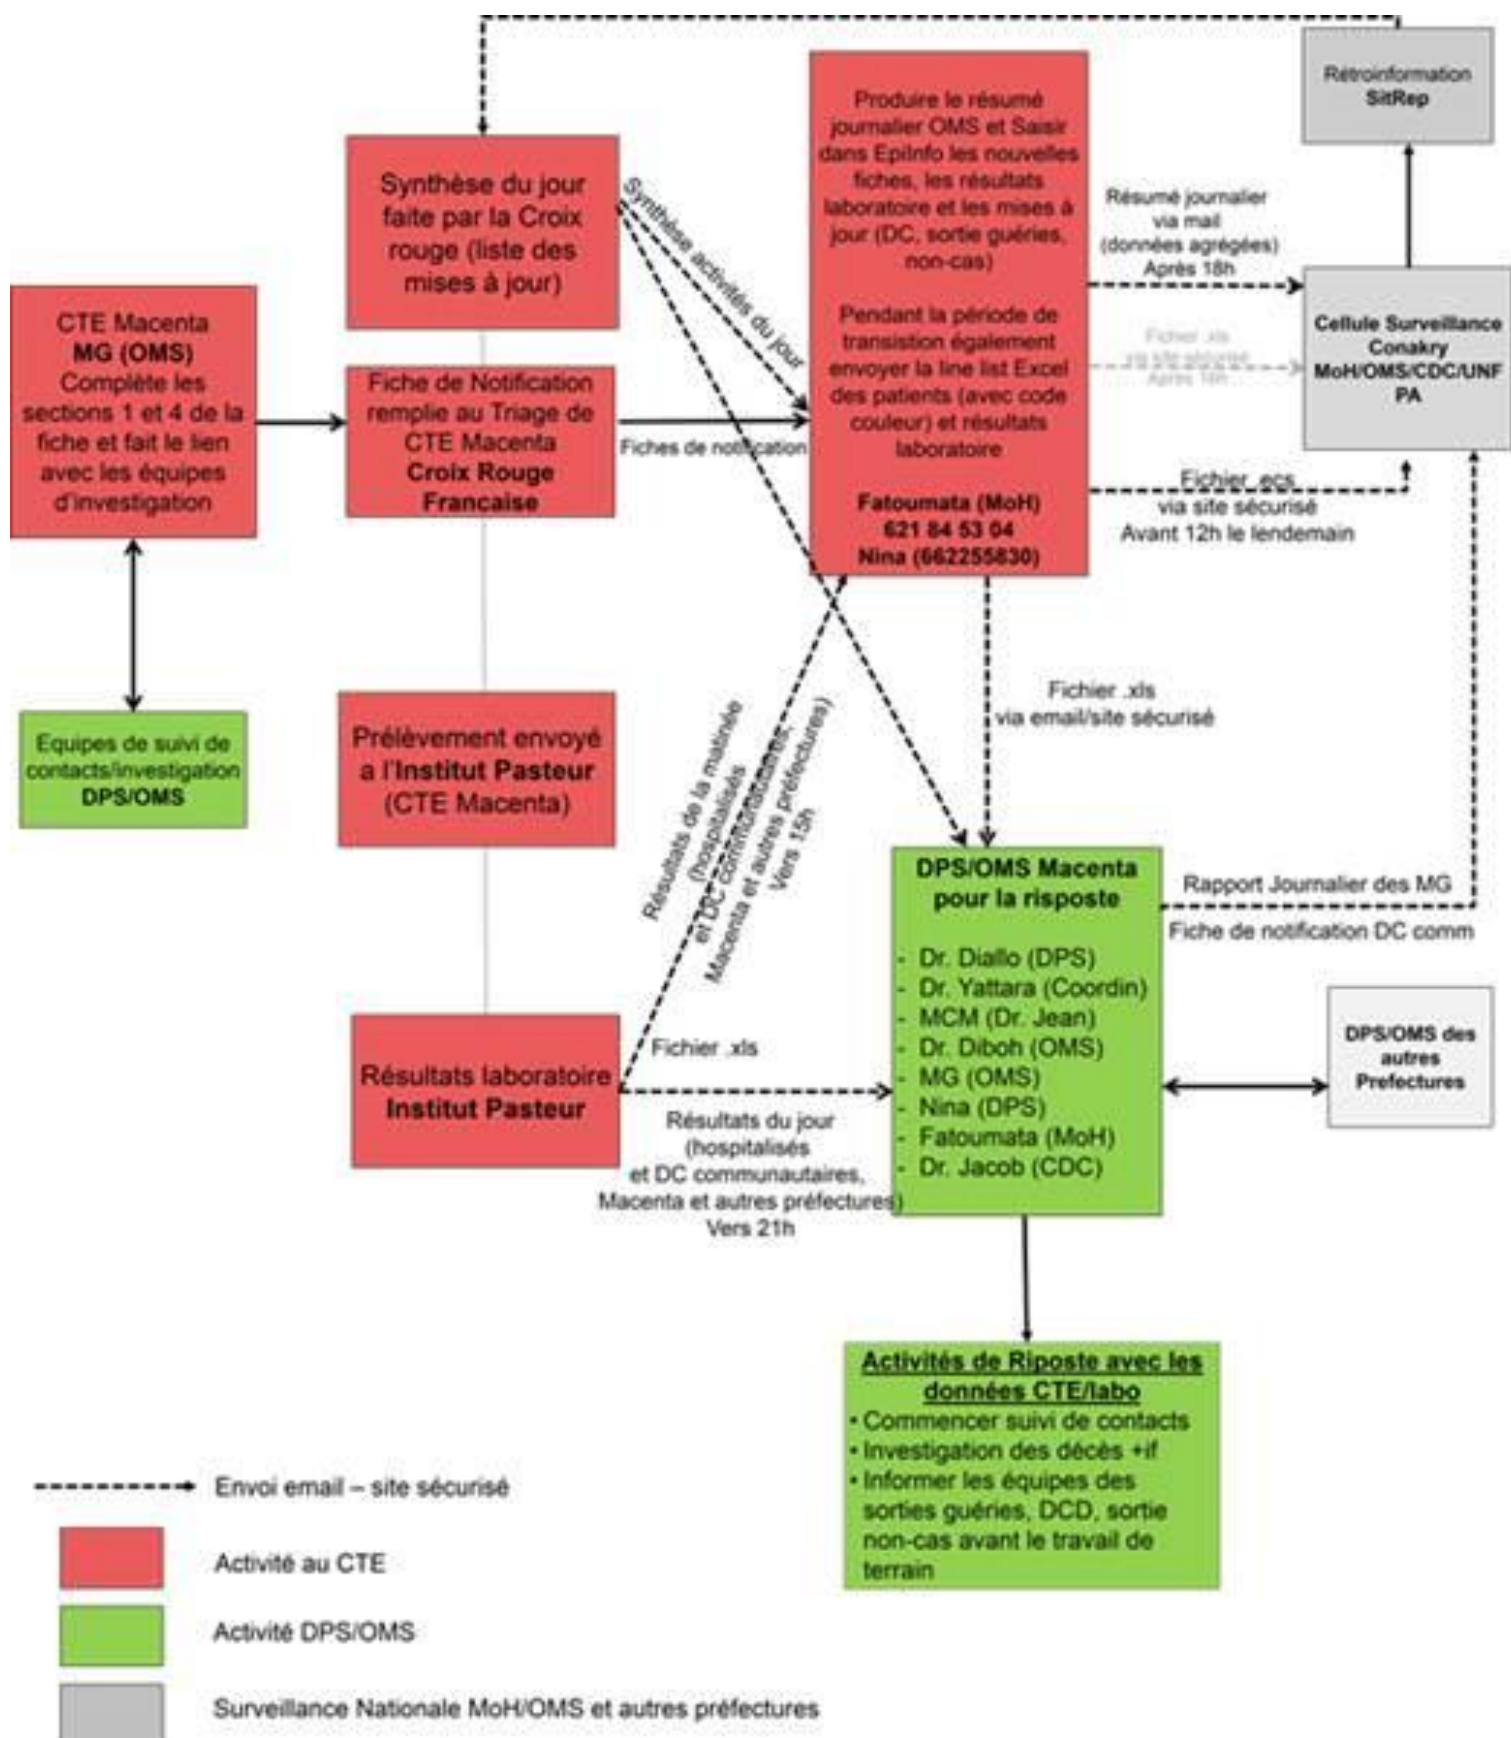 Rétroinformation
SitRep
Produire le résumé
journalier OMS et Saisir
dans EpiInfo les nouvelles
fiches, les résultats
laboratoire et les mises à
jour (DC, sortie guéries,
non-cas)
Pendant la période de
transition également
envoyer la line list Excel
des patients (avec code
couleur) et résultats
laboratoire
Fatoumata (MoH)
621 84 53 04
Nina (662255830)
Synthèse du jour
faite par la Croix
rouge (liste des
mises à jour)
Synthèse activités du jour
Résumé journalier
via mail
(données agrégées)
Après 18h
Fichier .xls
via site sécurisé
Après 18h
Cellule Surveillance
Conakry
MoH/OMS/CDC/UNF
PA
CTE Macenta
MG (OMS)
Complète les
sections 1 et 4 de la
fiche et fait le lien
avec les équipes
d'investigation
Fiche de Notification
remplie au Triage de
CTE Macenta
Croix Rouge
Française
Fiches de notification
Fichier .ecs
via site sécurisé
Avant 12h le lendemain
Fichier .xls
via email/site sécurisé
Equipes de suivi de
contacts/investigation
DPS/OMS
Prélèvement envoyé
a l'Institut Pasteur
(CTE Macenta)
Résultats de la matinée
(hospitalisés
et DC communautaires,
Macenta et autres préfectures)
Vers 15h
DPS/OMS Macenta
pour la risposte
- Dr. Diallo (DPS)
- Dr. Yattara (Coordin)
- MCM (Dr. Jean)
- Dr. Diboh (OMS)
- MG (OMS)
- Nina (DPS)
- Fatoumata (MoH)
- Dr. Jacob (CDC)
Rapport Journalier des MG
Fiche de notification DC comm
DPS/OMS des
autres
Prefectures
Résultats laboratoire
Institut Pasteur
Fichier .xls
Résultats du jour
(hospitalisés
et DC communautaires,
Macenta et autres préfectures)
Vers 21h
Activités de Riposte avec les
données CTE/labo
• Commencer suivi de contacts
• Investigation des décès +if
• Informer les équipes des
sorties guéries, DCD, sortie
non-cas avant le travail de
terrain
Envoi email – site sécurisé
Activité au CTE
Activité DPS/OMS
Surveillance Nationale MoH/OMS et autres préfectures